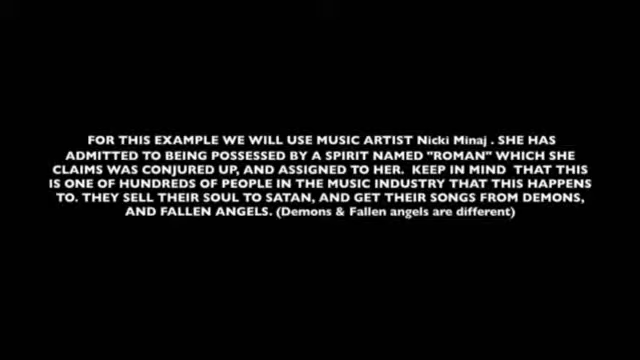 FOR THIS EXAMPLE WE WILL USE MUSIC ARTIST Nicki Minaj . SHE HAS
ADMITTED TO BEING POSSESSED BY A SPIRIT NAMED "ROMAN" WHICH SHE
CLAIMS WAS CONJURED UP, AND ASSIGNED TO HER. KEEP IN MIND THAT THIS
IS ONE OF HUNDREDS OF PEOPLE IN THE MUSIC INDUSTRY THAT THIS HAPPENS
TO. THEY SELL THEIR SOUL TO SATAN, AND GET THEIR SONGS FROM DEMONS,
AND FALLEN ANGELS. (Demons & Fallen angels are different)